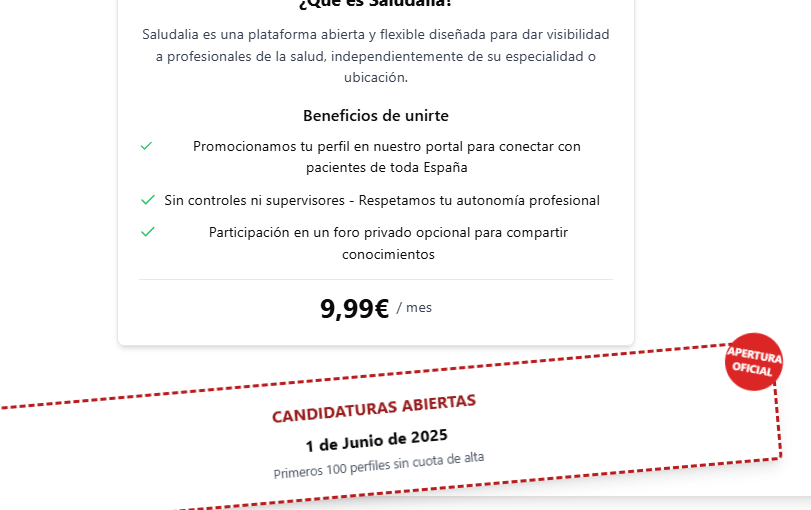 ¿Qué es Saludalia?
Saludalia es una plataforma abierta y flexible diseñada para dar visibilidad
a profesionales de la salud, independientemente de su especialidad o
ubicación.
Beneficios de unirte
Promocionamos tu perfil en nuestro portal para conectar con
pacientes de toda España
Sin controles ni supervisores - Respetamos tu autonomía profesional
Participación en un foro privado opcional para compartir
conocimientos
9,99€ / mes
APERTURA
OFICIAL
CANDIDATURAS ABIERTAS
1 de Junio de 2025
Primeros 100 perfiles sin cuota de alta